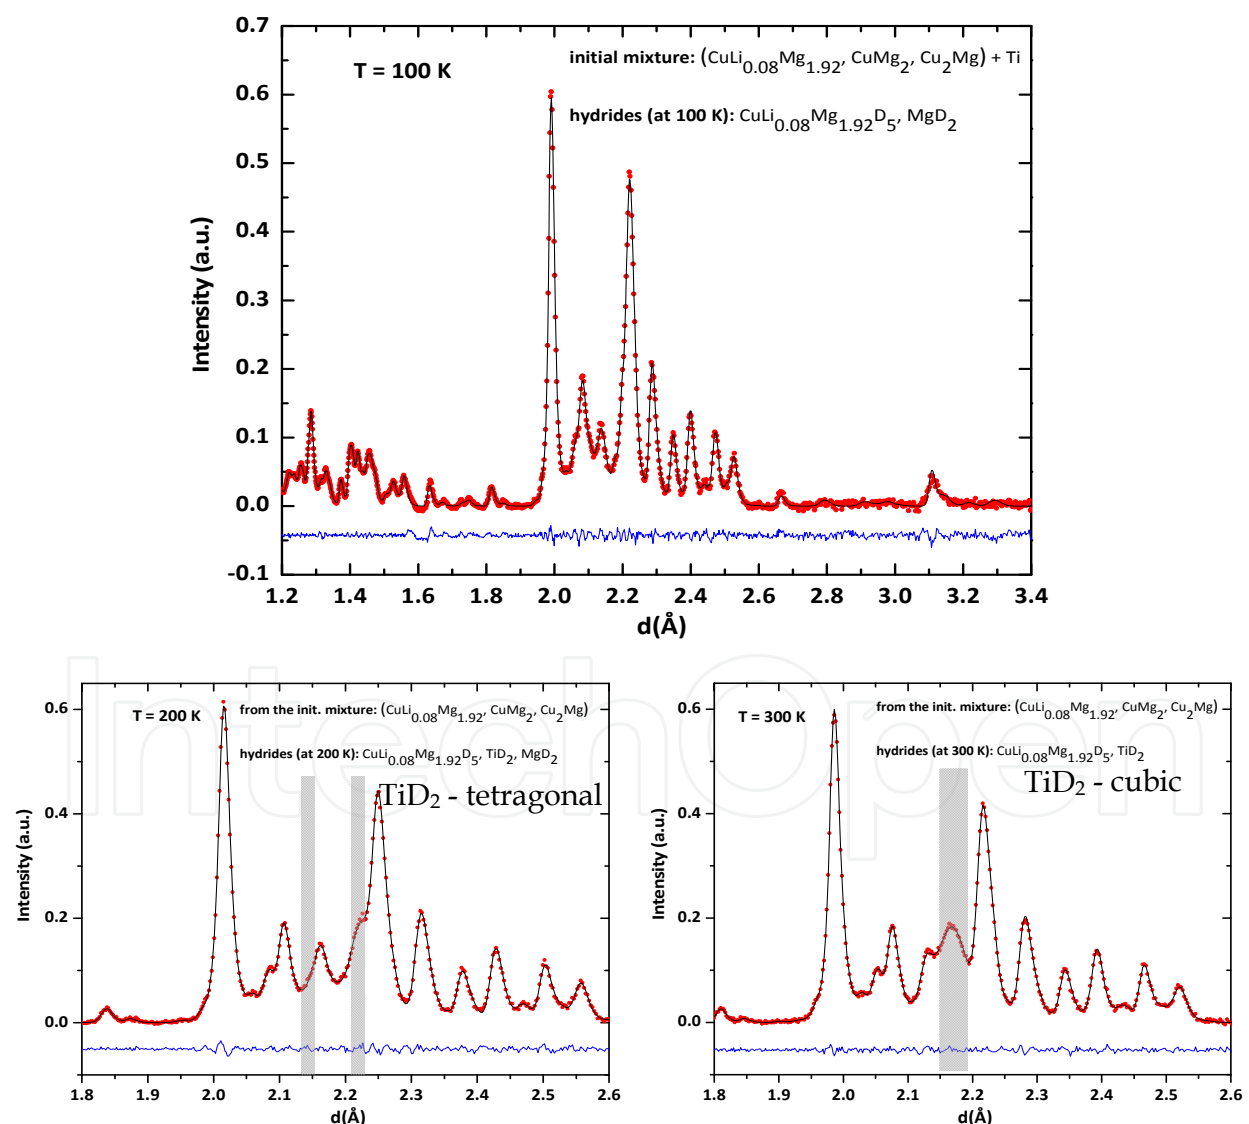 0.7
0.6
0.5
0.4
0.3
0.2
0.1
0.0
-0.1
Intensity (a.u.)
T = 100 K
initial mixture: (CuLi0.08Mg1.92, CuMg2, Cu2Mg) + Ti
hydrides (at 100 K): CuLi0.08Mg1.92D5, MgD2
1.2 1.4 1.6 1.8 2.0 2.2 2.4 2.6 2.8 3.0 3.2 3.4
d(Å)
IntechOpen
0.6
0.4
0.2
0.0
Intensity (a.u.)
T = 200 K
from the init. mixture: (CuLi0.08Mg1.92, CuMg2, Cu2Mg)
hydrides (at 200 K): CuLi0.08Mg1.92D5, TiD2, MgD2
TiD2 - tetragonal
1.8 1.9 2.0 2.1 2.2 2.3 2.4 2.5 2.6
d(Å)
0.6
0.4
0.2
0.0
Intensity (a.u.)
T = 300 K
from the init. mixture: (CuLi0.08Mg1.92, CuMg2, Cu2Mg)
hydrides (at 300 K): CuLi0.08Mg1.92D5, TiD2
TiD2 - cubic
1.8 1.9 2.0 2.1 2.2 2.3 2.4 2.5 2.6
d(Å)